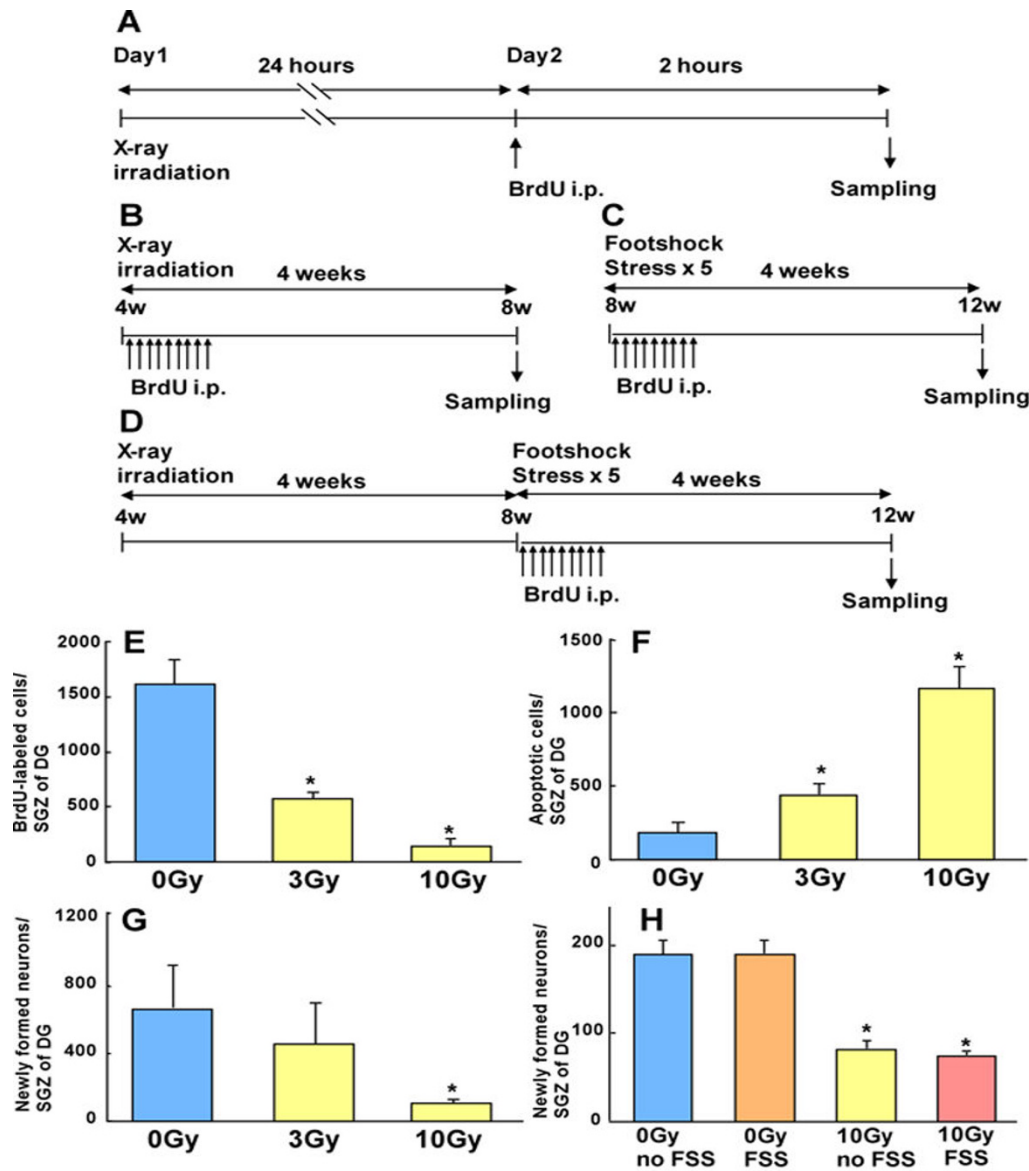 A
Day1
24 hours
Day2
2 hours
X-ray
irradiation
BrdU i.p.
Sampling
B
X-ray
irradiation
4 weeks
4w
8w
BrdU i.p.
Sampling
C
Footshock
Stress x 5
4 weeks
8w
12w
BrdU i.p.
Sampling
D
X-ray
irradiation
4 weeks
Footshock
Stress x 5
4 weeks
4w
8w
12w
BrdU i.p.
Sampling
E
BrdU-labeled cells/
SGZ of DG
2000
1500
1000
500
0
*
*
0Gy
3Gy
10Gy
F
Apoptotic cells/
SGZ of DG
1500
1000
500
0
*
*
0Gy
3Gy
10Gy
G
Newly formed neurons/
SGZ of DG
1200
800
400
0
*
0Gy
3Gy
10Gy
H
Newly formed neurons/
SGZ of DG
200
100
0
*
*
0Gy
no FSS
0Gy
FSS
10Gy
no FSS
10Gy
FSS